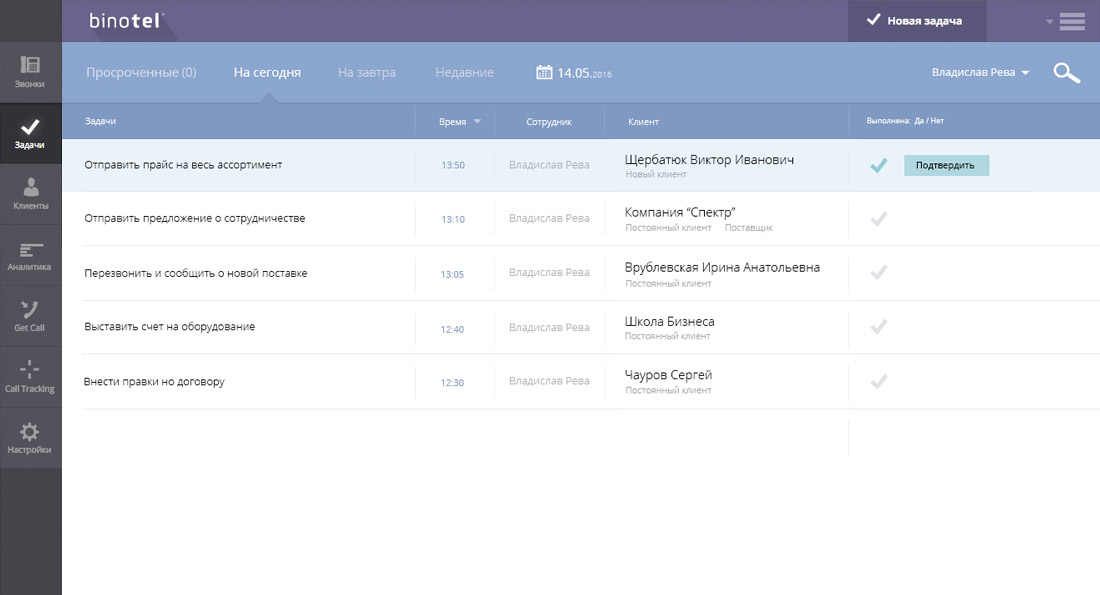 binotel
Новая задача
Звонки
Задачи
Клиенты
Аналитика
Get Call
Call Tracking
Настройки
Просроченные (0) На сегодня На завтра Недавние 14.05.2016 Владислав Рева
Задачи Время Сотрудник Клиент Выполнена: Да / Нет
Отправить прайс на весь ассортимент 13:50 Владислав Рева Щербатюк Виктор Иванович Подтвердить
Новый клиент
Отправить предложение о сотрудничестве 13:10 Владислав Рева Компания “Спектр”
Постоянный клиент Поставщик
Перезвонить и сообщить о новой поставке 13:05 Владислав Рева Врублевская Ирина Анатольевна
Постоянный клиент
Выставить счет на оборудование 12:40 Владислав Рева Школа Бизнеса
Постоянный клиент
Внести правки но договору 12:30 Владислав Рева Чауров Сергей
Постоянный клиент